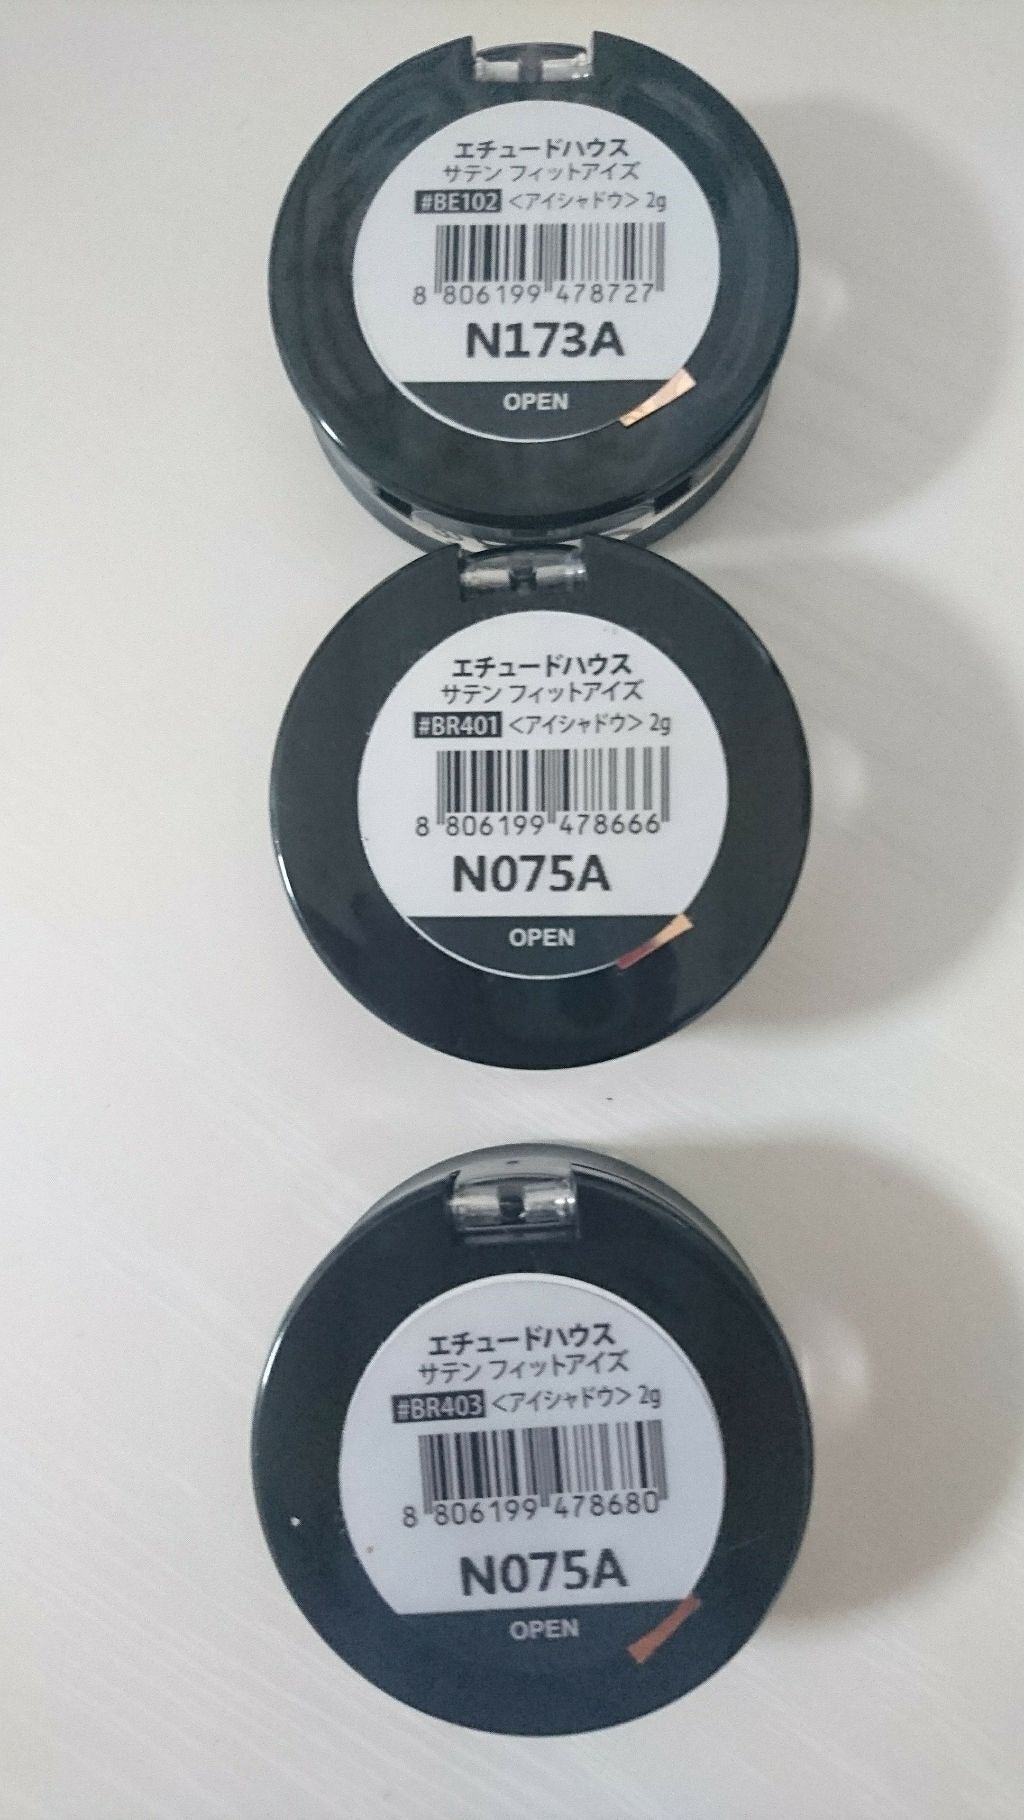 エチュードハウス
サテン フィットアイズ
#BE102 <アイシャドウ> 2g
8 806199 478727
N173A
OPEN
エチュードハウス
サテン フィットアイズ
#BR401 <アイシャドウ> 2g
8 806199 478666
N075A
OPEN
エチュードハウス
サテン フィットアイズ
#BR403 <アイシャドウ> 2g
8 806199 478680
N075A
OPEN